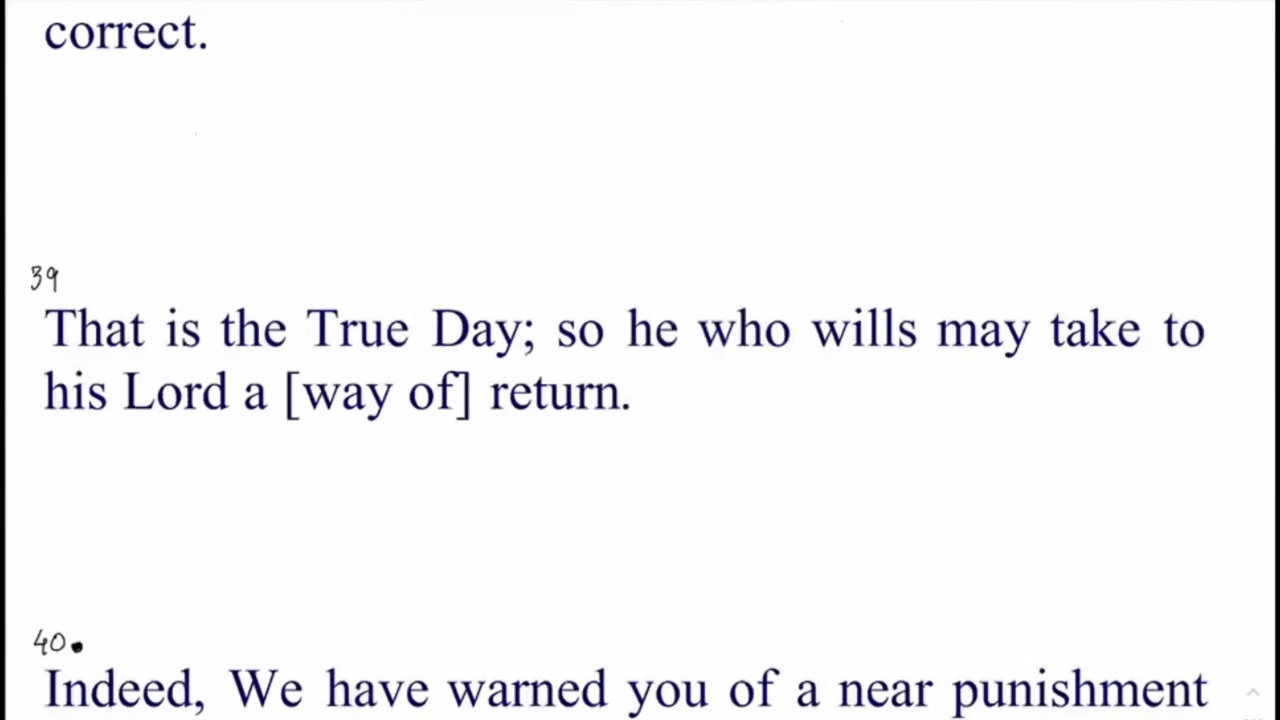 correct.
39
That is the True Day; so he who wills may take to
his Lord a [way of] return.
40.
Indeed, We have warned you of a near punishment